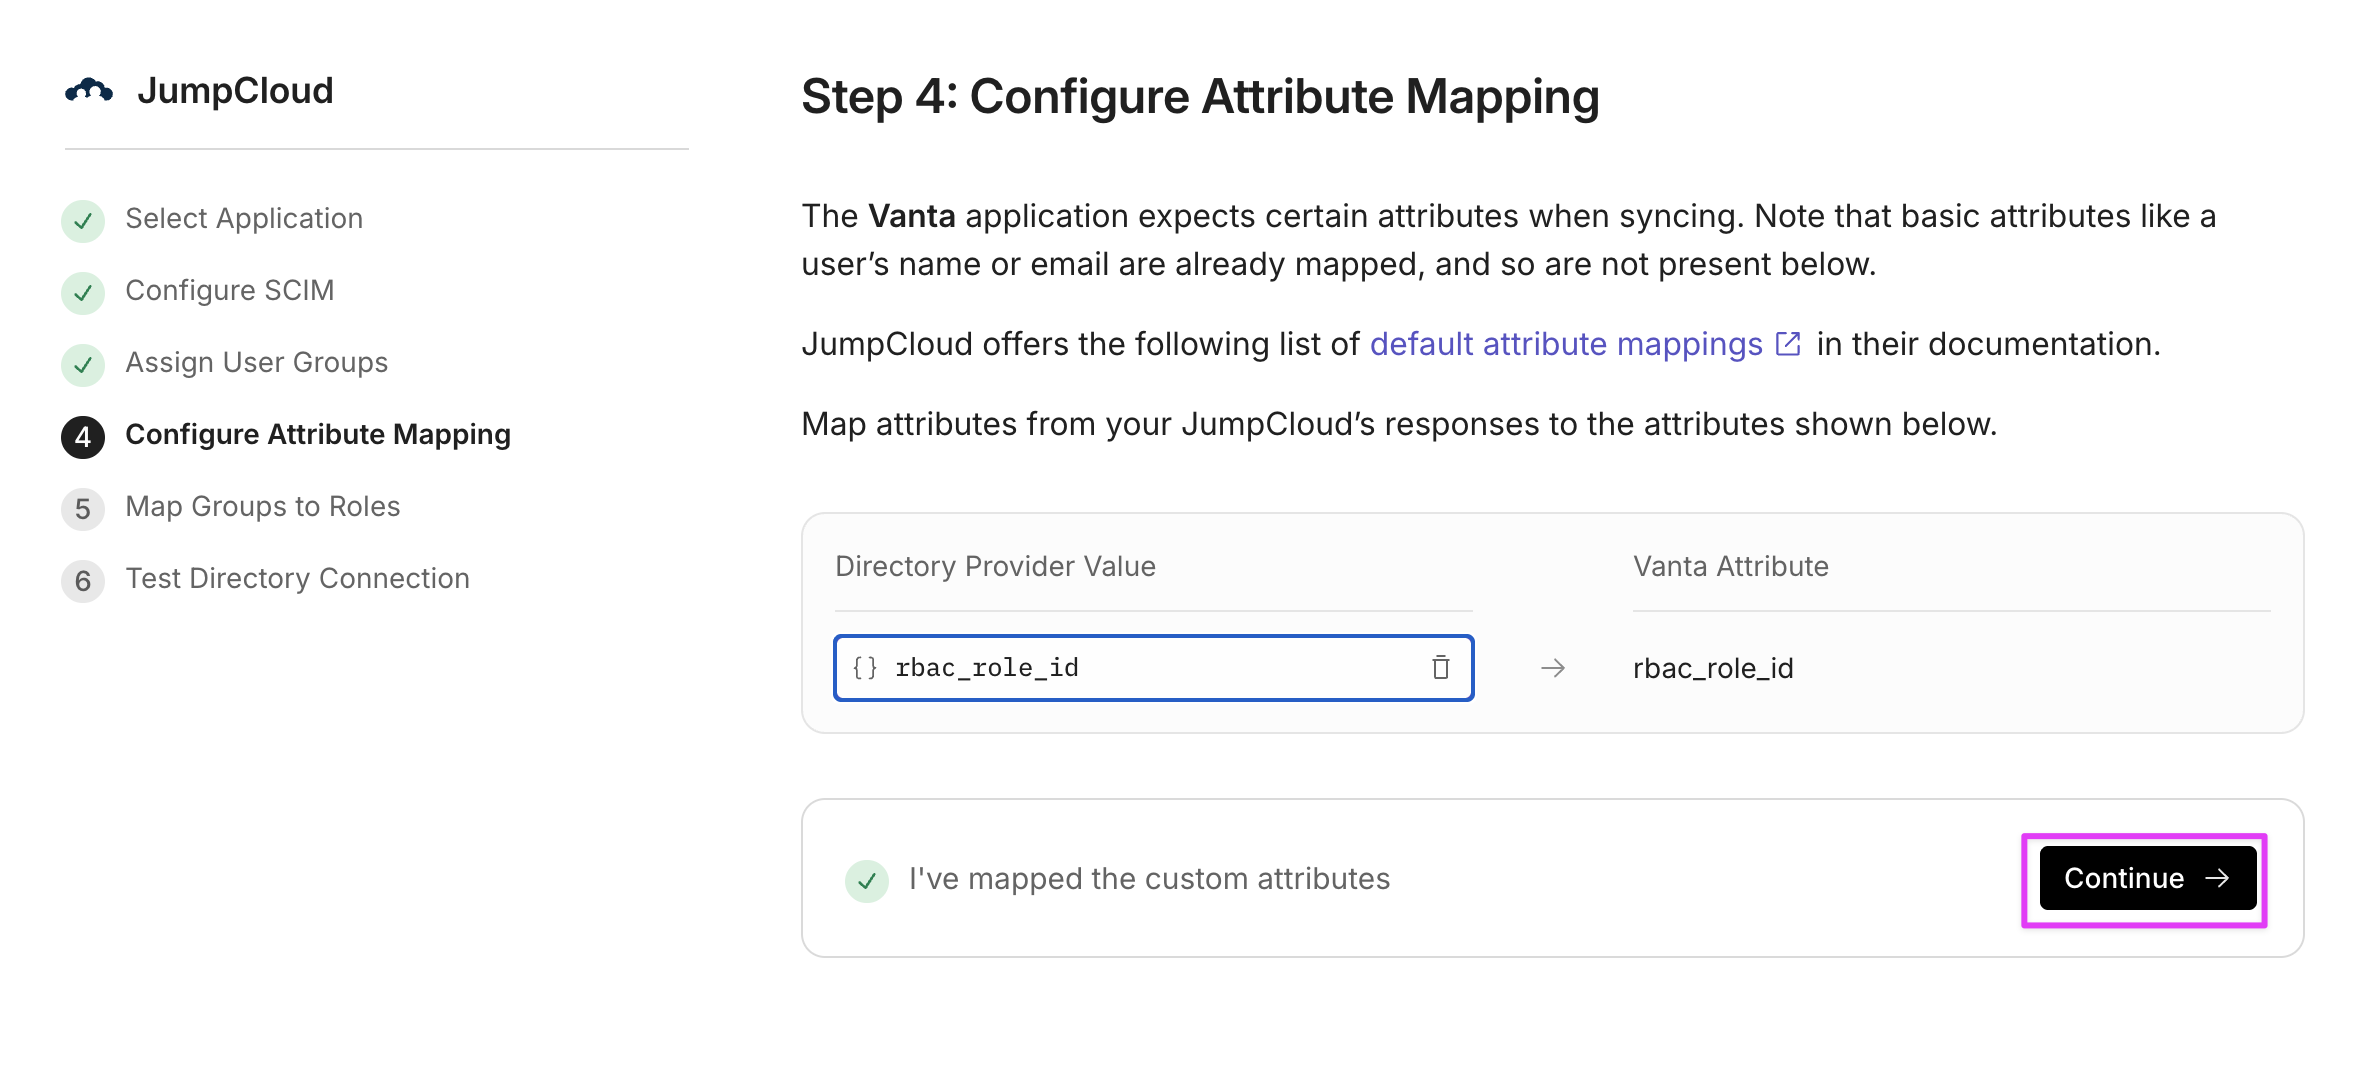 JumpCloud
Select Application
Configure SCIM
Assign User Groups
4 Configure Attribute Mapping
5 Map Groups to Roles
6 Test Directory Connection
Step 4: Configure Attribute Mapping
The Vanta application expects certain attributes when syncing. Note that basic attributes like a
user’s name or email are already mapped, and so are not present below.
JumpCloud offers the following list of default attribute mappings in their documentation.
Map attributes from your JumpCloud’s responses to the attributes shown below.
Directory Provider Value Vanta Attribute
{} rbac_role_id → rbac_role_id
I've mapped the custom attributes Continue →